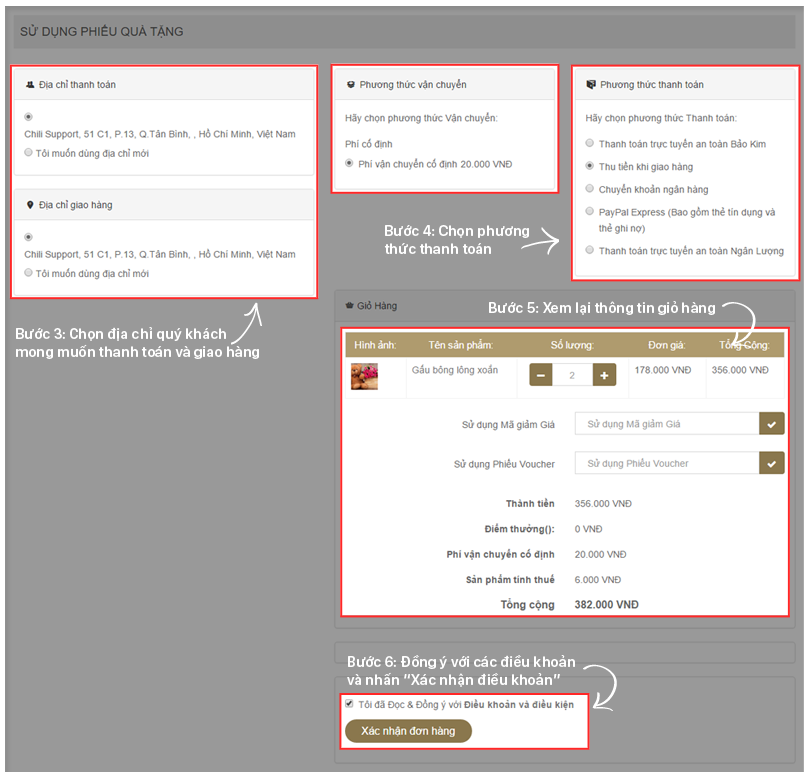 SỬ DỤNG PHIẾU QUÀ TẶNG
Địa chỉ thanh toán
Chili Support, 51 C1, P.13, Q.Tân Bình, , Hồ Chí Minh, Việt Nam
Tôi muốn dùng địa chỉ mới
Địa chỉ giao hàng
Chili Support, 51 C1, P.13, Q.Tân Bình, , Hồ Chí Minh, Việt Nam
Tôi muốn dùng địa chỉ mới
Bước 3: Chọn địa chỉ quý khách
mong muốn thanh toán và giao hàng
Phương thức vận chuyển
Hãy chọn phương thức Vận chuyển:
Phí cố định
Phí vận chuyển cố định 20.000 VNĐ
Phương thức thanh toán
Hãy chọn phương thức Thanh toán:
Thanh toán trực tuyến an toàn Bảo Kim
Thu tiền khi giao hàng
Chuyển khoản ngân hàng
PayPal Express (Bao gồm thẻ tín dụng và
thẻ ghi nợ)
Thanh toán trực tuyến an toàn Ngân Lượng
Bước 4: Chọn phương
thức thanh toán
Giỏ Hàng
Bước 5: Xem lại thông tin giỏ hàng
Hình ảnh: Tên sản phẩm: Số lượng: Đơn giá: Tổng Cộng:
Gấu bông lông xoắn 2 178.000 VNĐ 356.000 VNĐ
Sử dụng Mã giảm Giá Sử dụng Mã giảm Giá
Sử dụng Phiếu Voucher Sử dụng Phiếu Voucher
Thành tiền 356.000 VNĐ
Điểm thưởng(): 0 VNĐ
Phí vận chuyển cố định 20.000 VNĐ
Sản phẩm tính thuế 6.000 VNĐ
Tổng cộng 382.000 VNĐ
Bước 6: Đồng ý với các điều khoản
và nhấn “Xác nhận điều khoản”
Tôi đã Đọc & Đồng ý với Điều khoản và điều kiện
Xác nhận đơn hàng